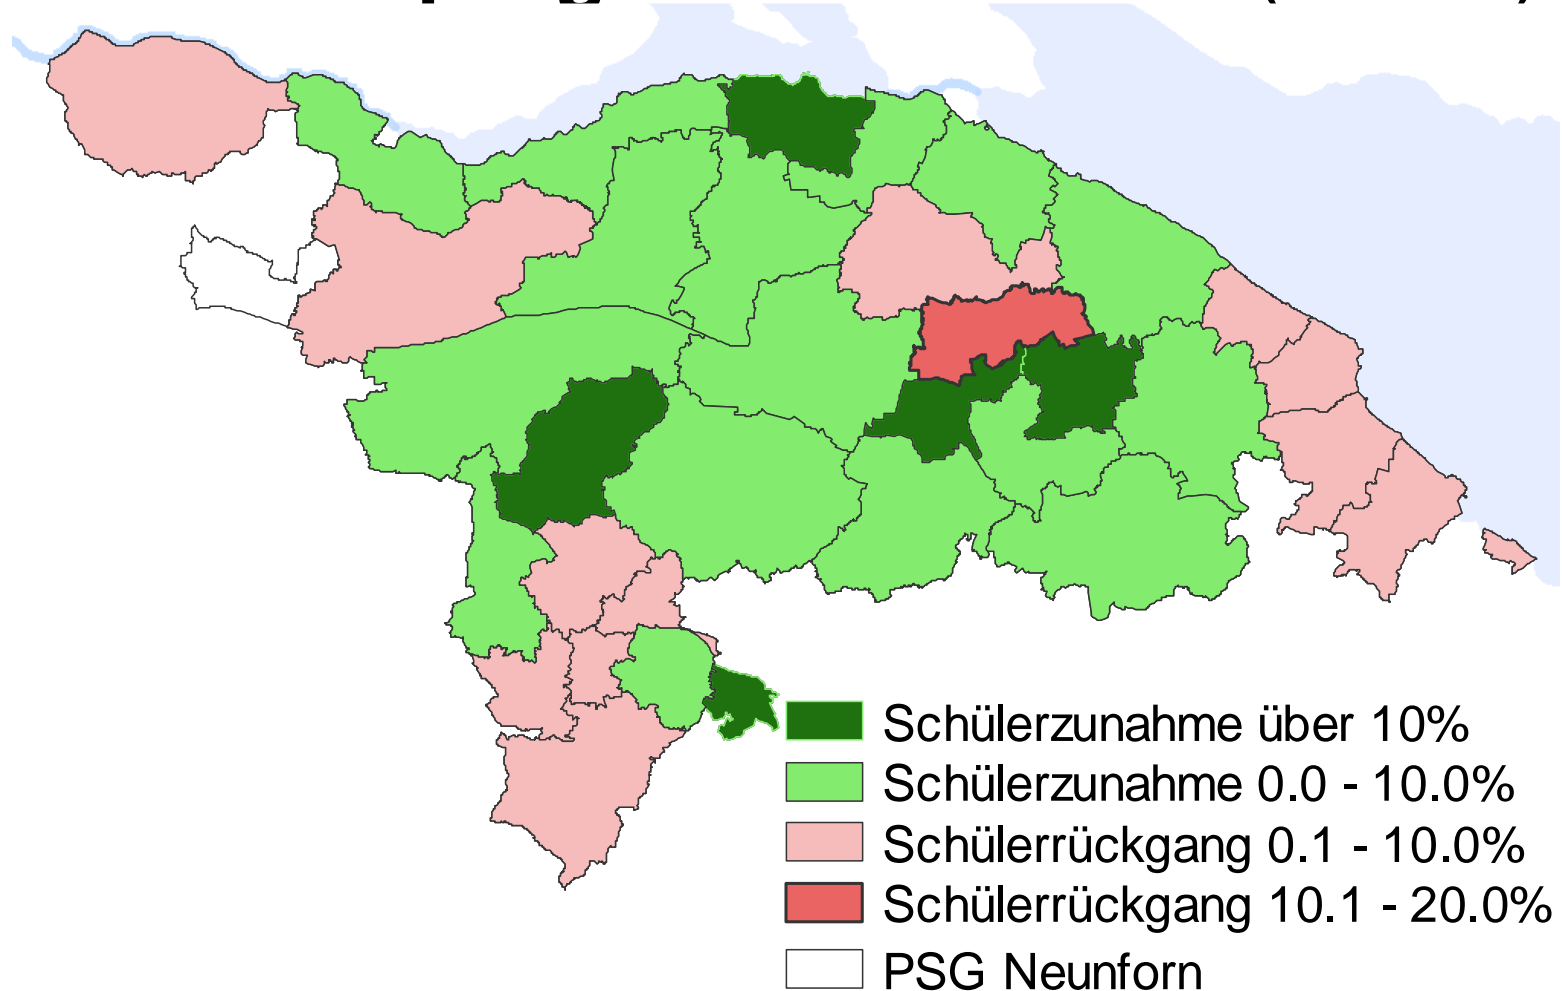 Schülerzunahme über 10%
Schülerzunahme 0.0 - 10.0%
Schülerrückgang 0.1 - 10.0%
Schülerrückgang 10.1 - 20.0%
PSG Neunforn